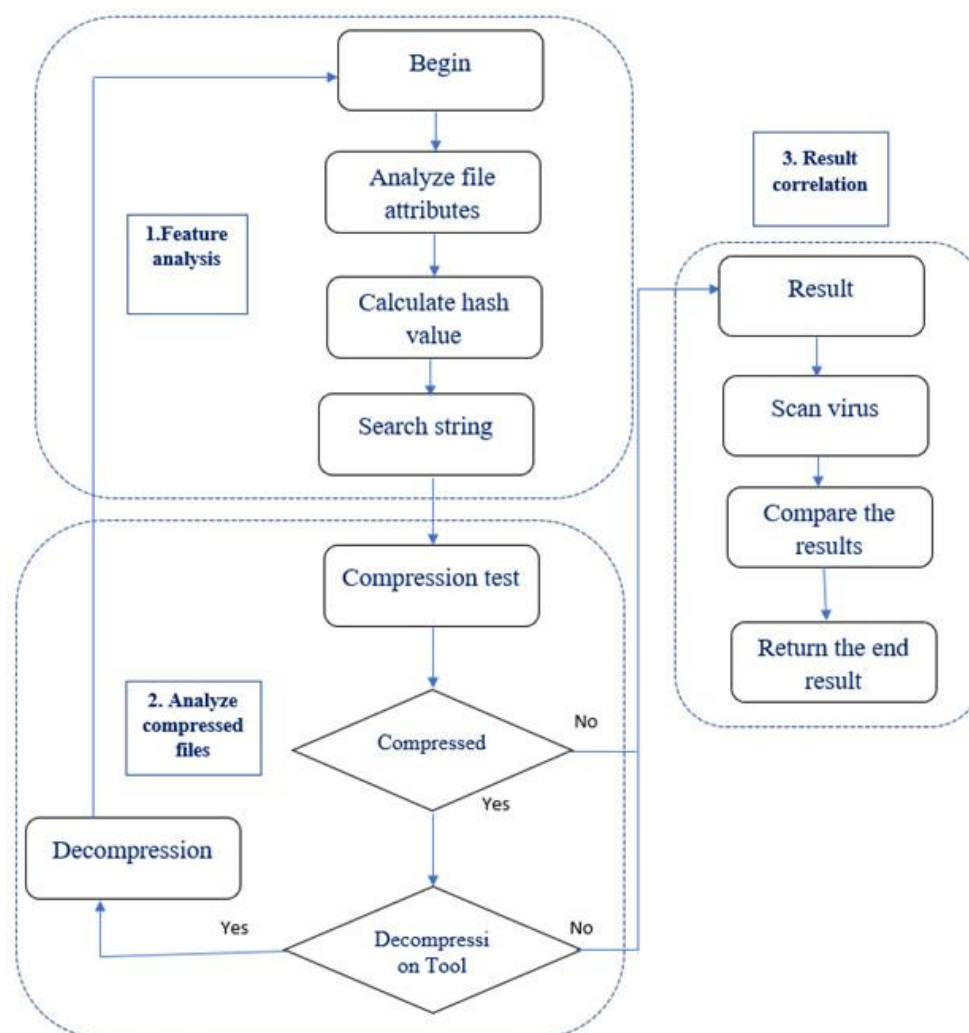 Begin
Analyze file
attributes
1.Feature
analysis
Calculate hash
value
Search string
Compression test
2. Analyze
compressed
files
Compressed
No
Yes
Decompression
Decompressi
on Tool
Yes
No
3. Result
correlation
Result
Scan virus
Compare the
results
Return the end
result